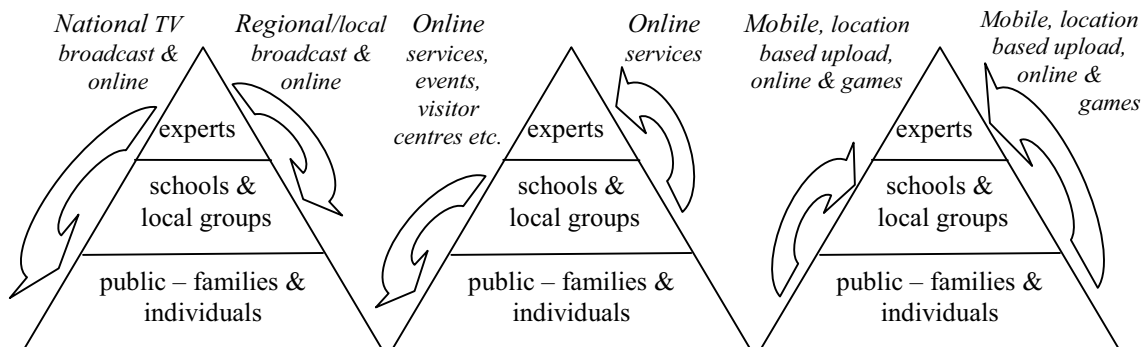 National TV
broadcast &
online
Regional/local
broadcast &
online
experts
schools &
local groups
public – families &
individuals
Online
services,
events,
visitor
centres etc.
Online
services
experts
schools &
local groups
public – families &
individuals
Mobile, location
based upload,
online & games
Mobile, location
based upload,
online &
games
experts
schools &
local groups
public – families &
individuals